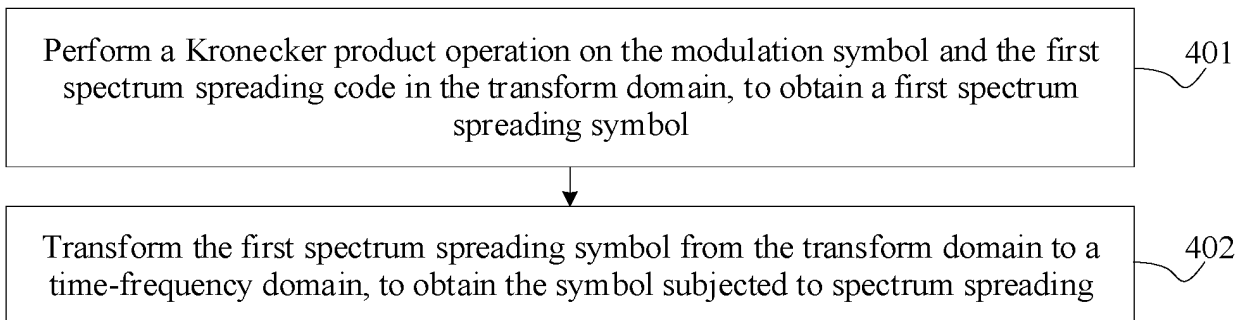 Perform a Kronecker product operation on the modulation symbol and the first
spectrum spreading code in the transform domain, to obtain a first spectrum
spreading symbol
401
Transform the first spectrum spreading symbol from the transform domain to a
time-frequency domain, to obtain the symbol subjected to spectrum spreading
402